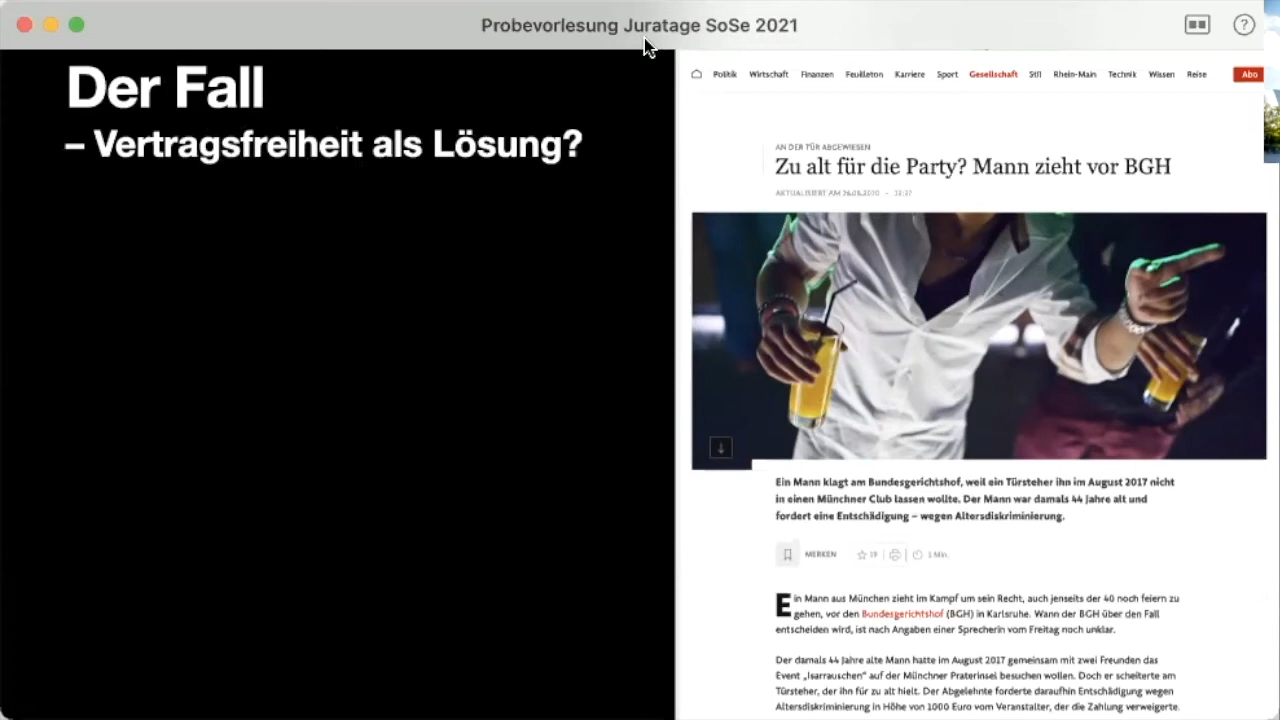 Probevorlesung Juratage SoSe 2021
Der Fall
– Vertragsfreiheit als Lösung?
Politik Wirtschaft Finanzen Feuilleton Karriere Sport Gesellschaft Stil Rhein-Main Technik Wissen Reise Abo
AN DER TÜR ABGEWIESEN
Zu alt für die Party? Mann zieht vor BGH
AKTUALISIERT AM
Ein Mann klagt am Bundesgerichtshof, weil ein Türsteher ihn im August 2017 nicht
in einen Münchner Club lassen wollte. Der Mann war damals 44 Jahre alt und
fordert eine Entschädigung – wegen Altersdiskriminierung.
MERKEN 19 1 Min.
Ein Mann aus München zieht im Kampf um sein Recht, auch jenseits der 40 noch feiern zu
gehen, vor den Bundesgerichtshof (BGH) in Karlsruhe. Wann der BGH über den Fall
entscheiden wird, ist nach Angaben einer Sprecherin vom Freitag noch unklar.
Der damals 44 Jahre alte Mann hatte im August 2017 gemeinsam mit zwei Freunden das
Event „Isarrauschen“ auf der Münchner Praterinsel besuchen wollen. Doch er scheiterte am
Türsteher, der ihn für zu alt hielt. Der Abgelehnte forderte daraufhin Entschädigung wegen
Altersdiskriminierung in Höhe von 1000 Euro vom Veranstalter, der die Zahlung verweigerte.